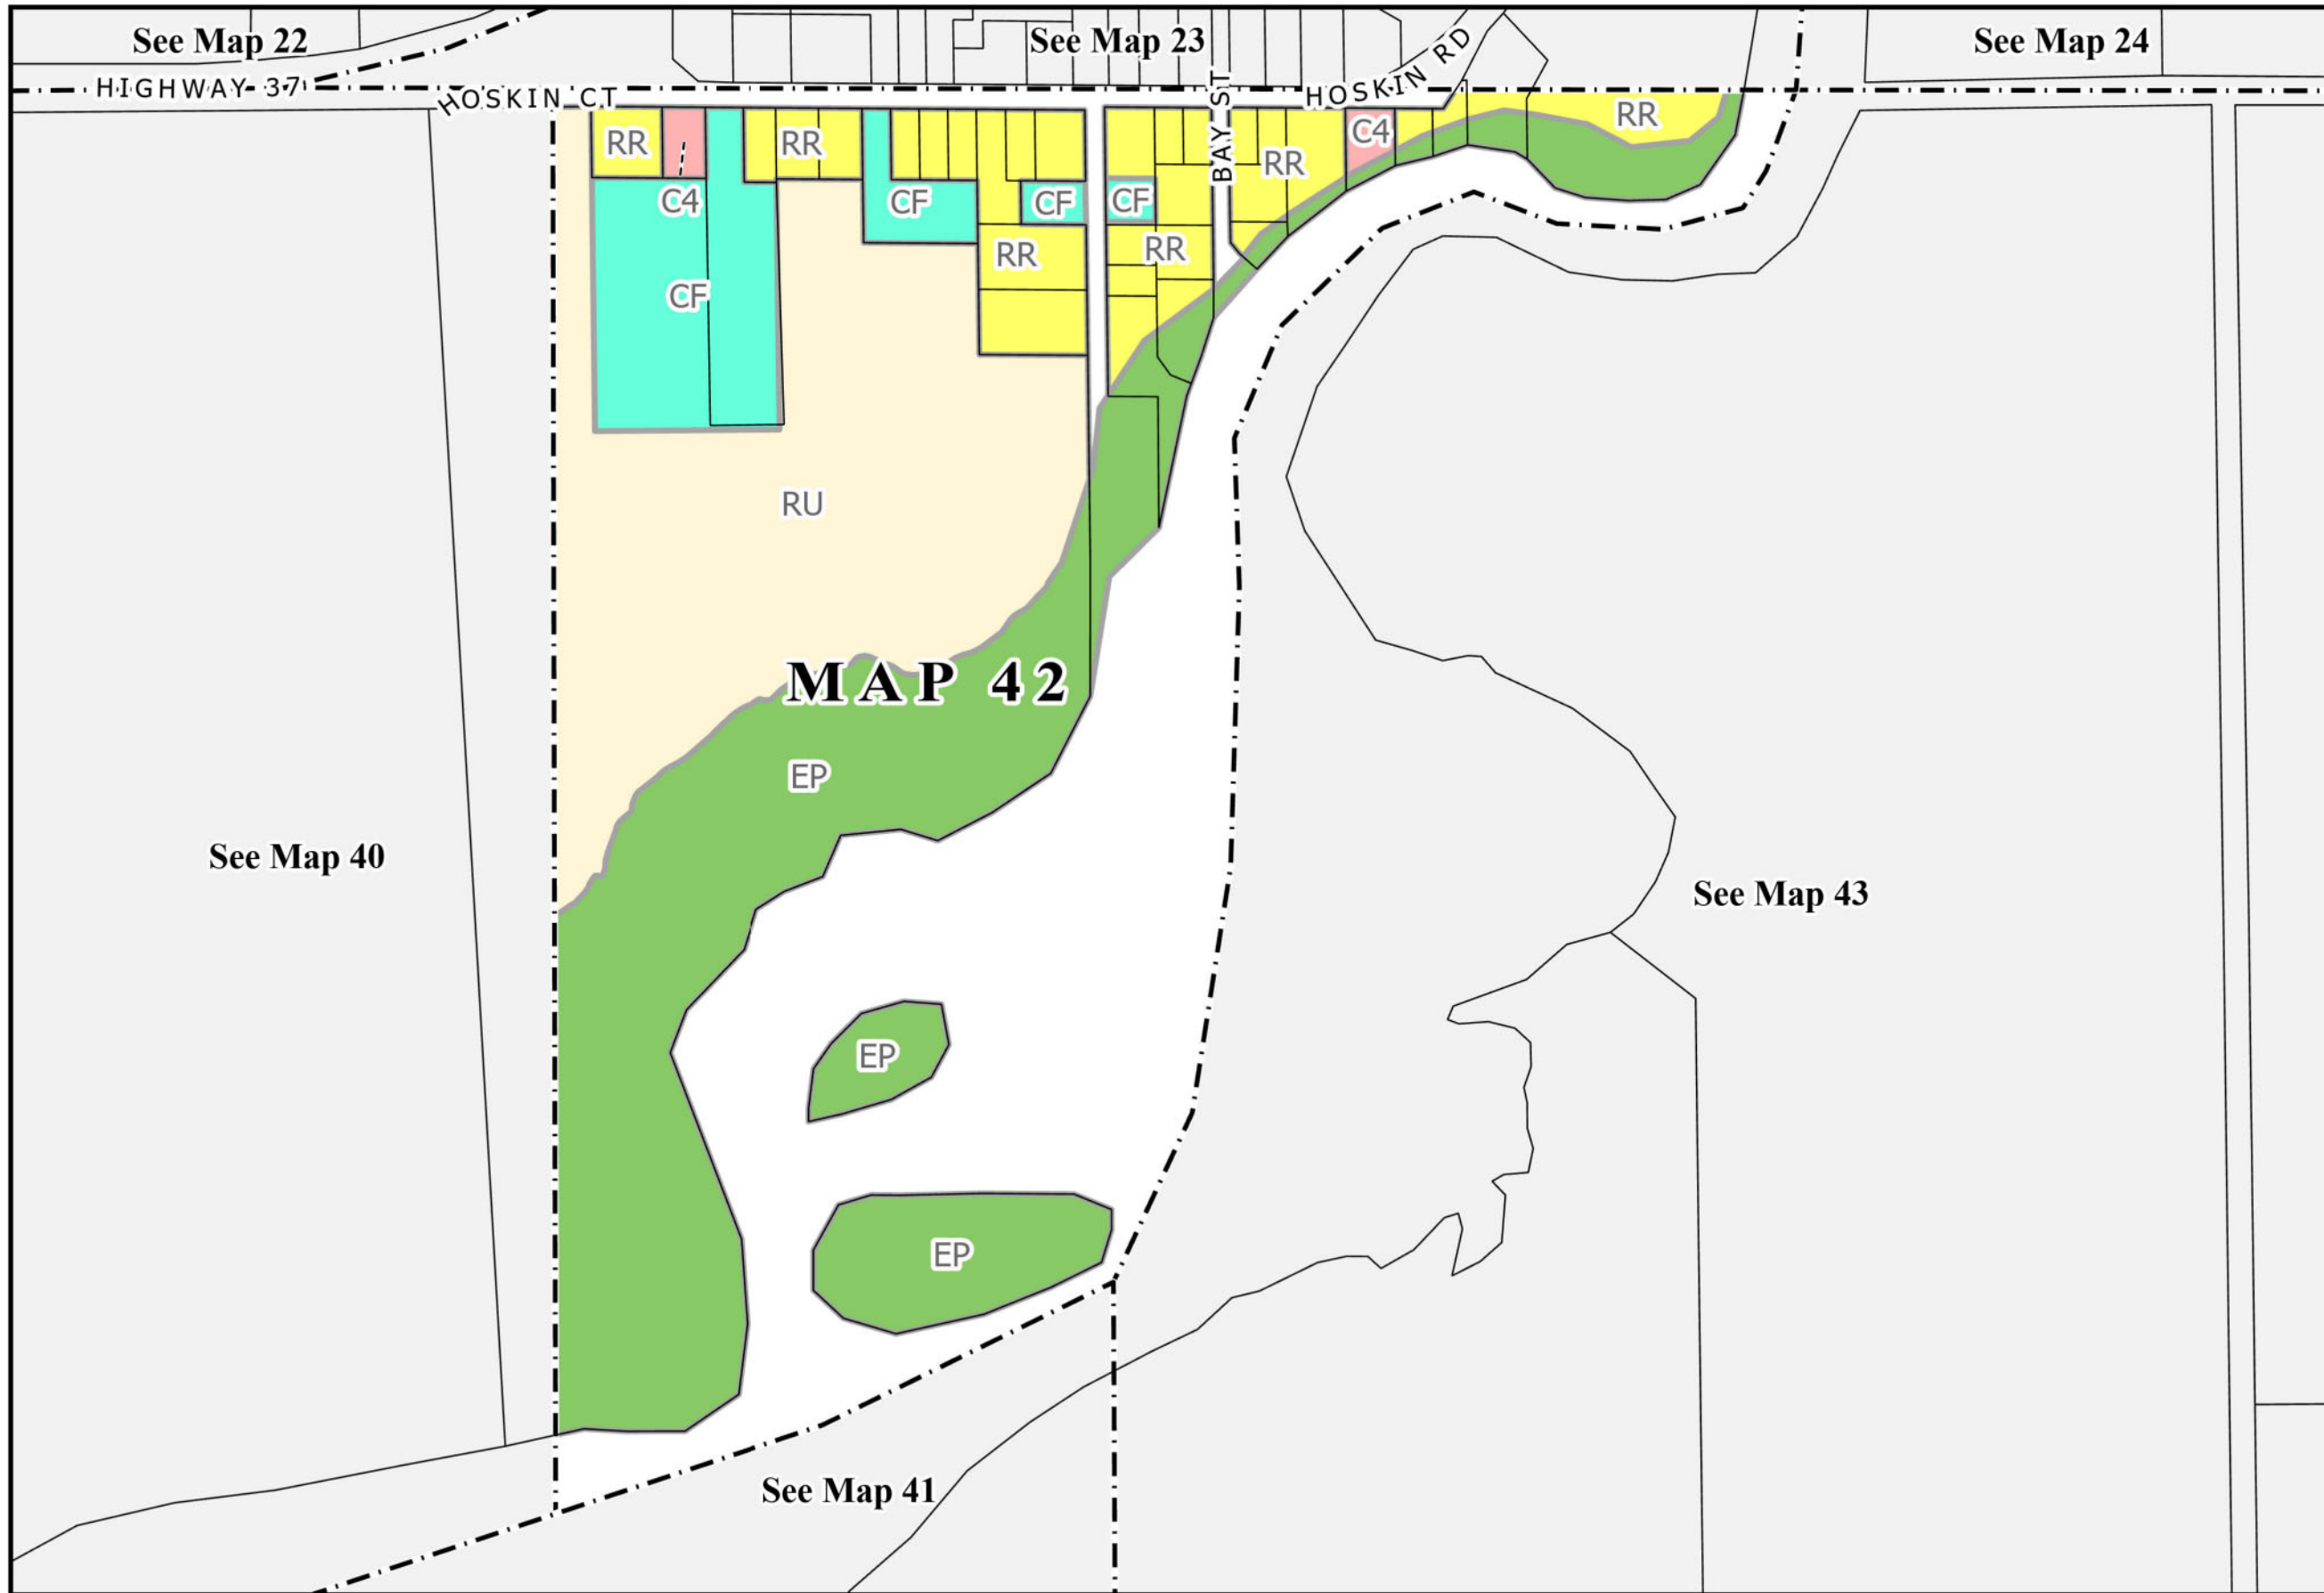 See Map 22
See Map 23
See Map 24
HIGHWAY 37
HOSKIN CT
BAY ST
HOSKIN RD
RR
C4
RR
CF
CF
CF
RR
C4
RR
CF
RR
RR
RU
MAP 42
EP
See Map 40
See Map 43
EP
EP
See Map 41